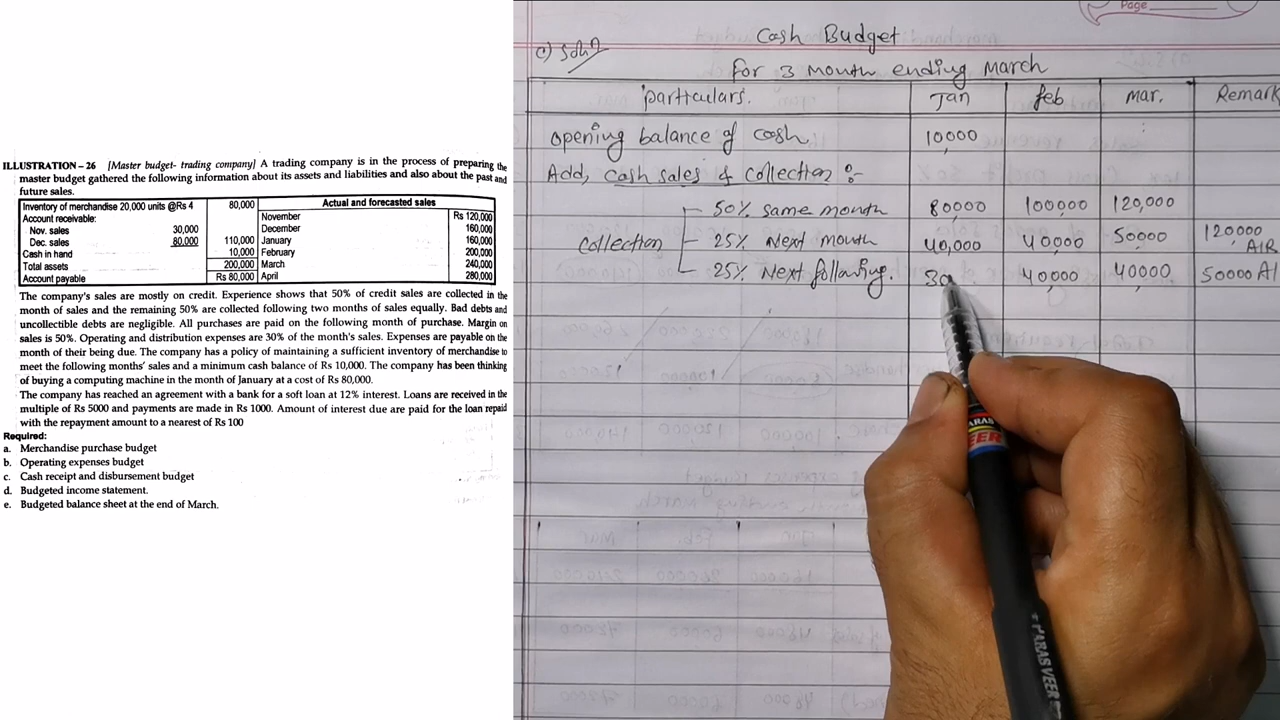 ILLUSTRATION – 26 [Master budget- trading company] A trading company is in the process of preparing the
master budget gathered the following information about its assets and liabilities and also about the past and
future sales.
Inventory of merchandise 20,000 units @Rs 4 80,000 Actual and forecasted sales
Account receivable: November Rs 120,000
Nov. sales 30,000 December 160,000
Dec. sales 80,000 110,000 January 160,000
Cash in hand 10,000 February 200,000
Total assets 200,000 March 240,000
Account payable Rs 80,000 April 280,000
The company's sales are mostly on credit. Experience shows that 50% of credit sales are collected in the
month of sales and the remaining 50% are collected following two months of sales equally. Bad debts and
uncollectible debts are negligible. All purchases are paid on the following month of purchase. Margin on
sales is 50%. Operating and distribution expenses are 30% of the month's sales. Expenses are payable on the
month of their being due. The company has a policy of maintaining a sufficient inventory of merchandise to
meet the following months' sales and a minimum cash balance of Rs 10,000. The company has been thinking
of buying a computing machine in the month of January at a cost of Rs 80,000.
The company has reached an agreement with a bank for a soft loan at 12% interest. Loans are received in the
multiple of Rs 5000 and payments are made in Rs 1000. Amount of interest due are paid for the loan repaid
with the repayment amount to a nearest of Rs 100
Required:
a. Merchandise purchase budget
b. Operating expenses budget
c. Cash receipt and disbursement budget
d. Budgeted income statement.
e. Budgeted balance sheet at the end of March.
Page
Cash Budget
c) Solⁿ
For 3 Month ending March
particulars. Jan feb mar. Remark
Opening balance of cash. 10,000
Add, cash sales & collection :-
50% same month 80,000 100,000 120,000
collection 25% Next month 40,000 40,000 50,000 120000 A/R
25% Next following. 30 40,000 40,000 50000 A/
PARAS VEER